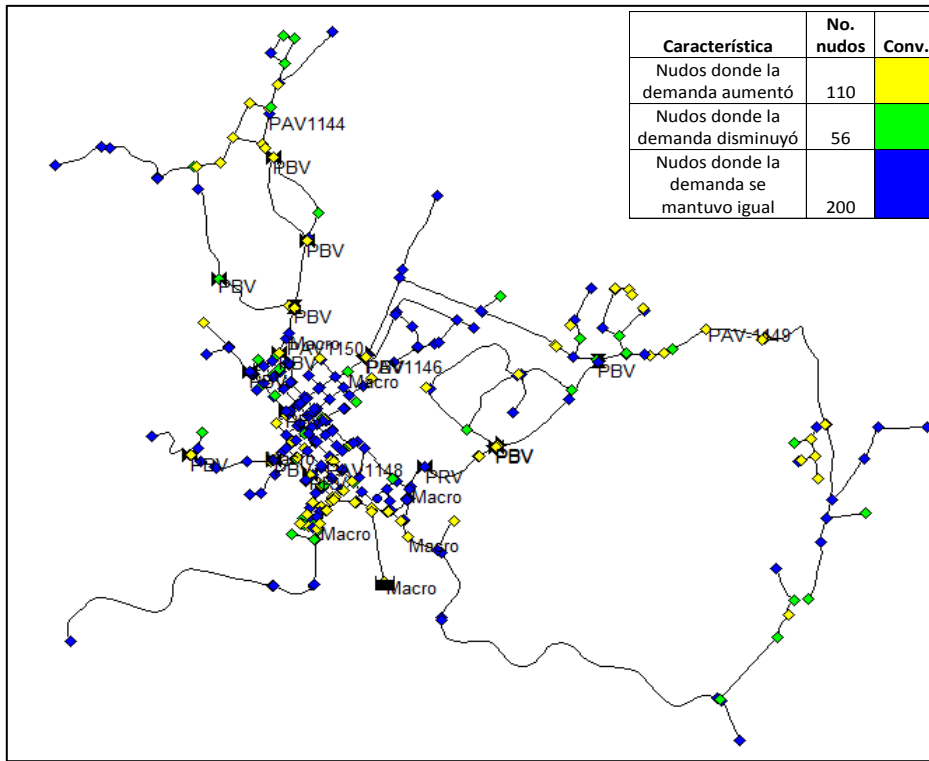 No.
Característica nudos Conv.
Nudos donde la
demanda aumentó 110
Nudos donde la
demanda disminuyó 56
Nudos donde la
demanda se
mantuvo igual 200
PAV1144
PBV
PBV
PBV
PBV
Macro
PAV1150
PAV-1149
PBV
Macro
PRV
PBV
PBV
PAV1148
Macro
Macro
Macro
Macro